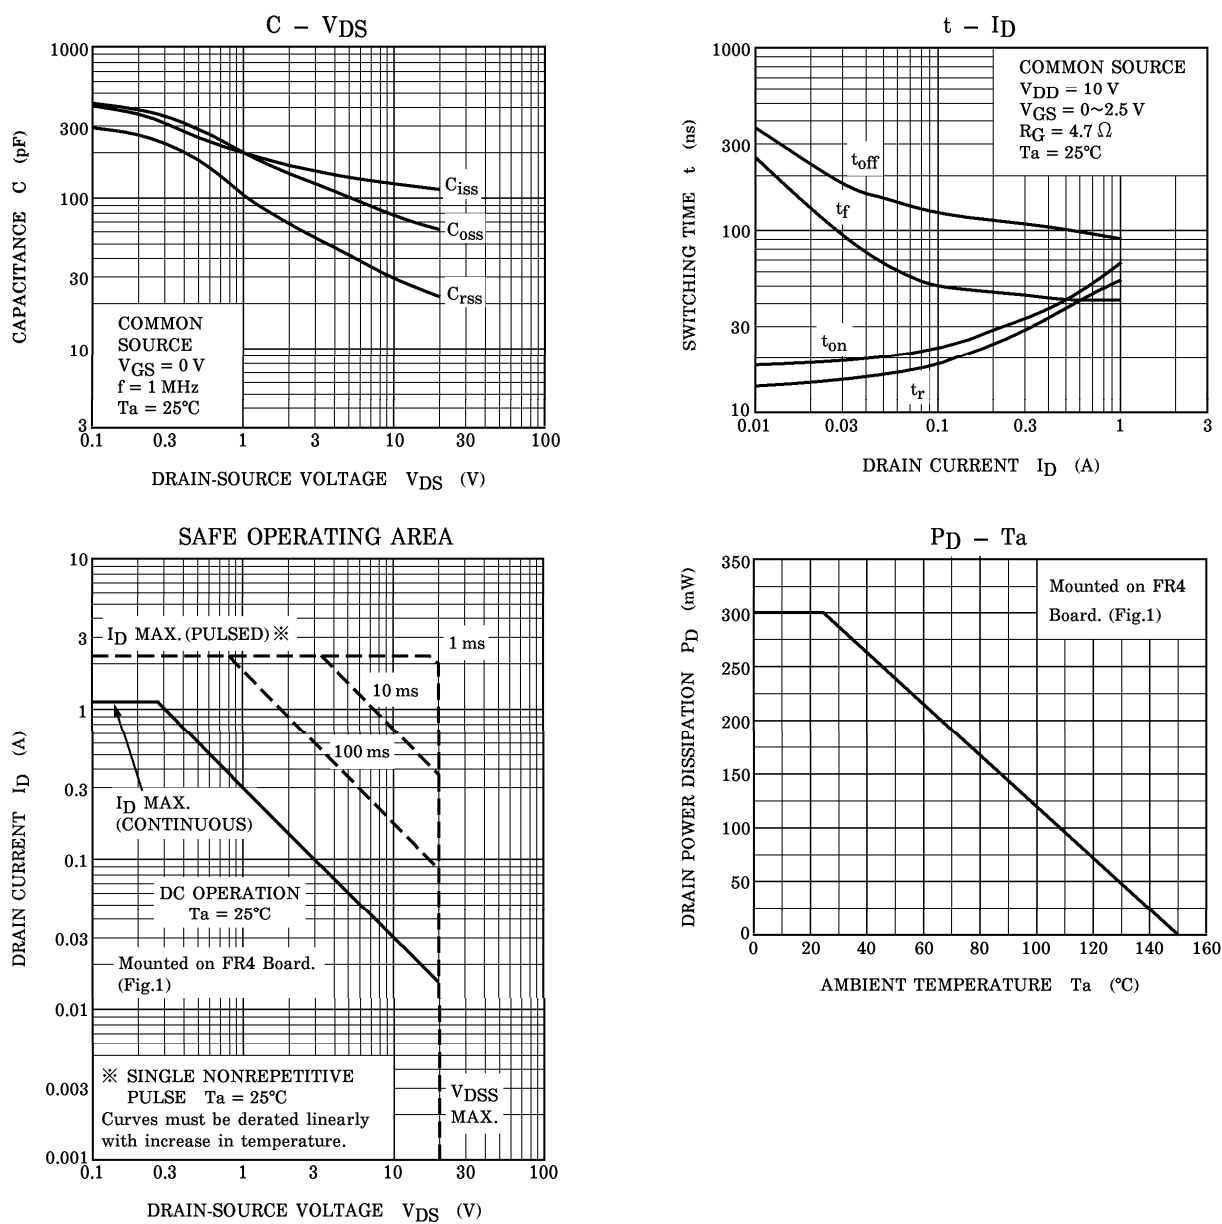 C – VDS
1000
300
100
30
10
3
0.1 0.3 1 3 10 30 100
CAPACITANCE C (pF)
DRAIN-SOURCE VOLTAGE VDS (V)
Ciss
Coss
Crss
COMMON
SOURCE
VGS = 0 V
f = 1 MHz
Ta = 25°C
t – ID
1000
300
100
30
10
0.01 0.03 0.1 0.3 1 3
SWITCHING TIME t (ns)
DRAIN CURRENT ID (A)
COMMON SOURCE
VDD = 10 V
VGS = 0~2.5 V
RG = 4.7 Ω
Ta = 25°C
toff
tf
ton
tr
SAFE OPERATING AREA
10
3
1
0.3
0.1
0.03
0.01
0.003
0.001
0.1 0.3 1 3 10 30 100
DRAIN CURRENT ID (A)
DRAIN-SOURCE VOLTAGE VDS (V)
ID MAX. (PULSED) ※
1 ms
10 ms
100 ms
ID MAX.
(CONTINUOUS)
DC OPERATION
Ta = 25°C
Mounted on FR4 Board.
(Fig.1)
※ SINGLE NONREPETITIVE
PULSE Ta = 25°C
Curves must be derated linearly
with increase in temperature.
VDSS
MAX.
PD – Ta
350
300
250
200
150
100
50
0
0 20 40 60 80 100 120 140 160
DRAIN POWER DISSIPATION PD (mW)
AMBIENT TEMPERATURE Ta (°C)
Mounted on FR4
Board. (Fig.1)